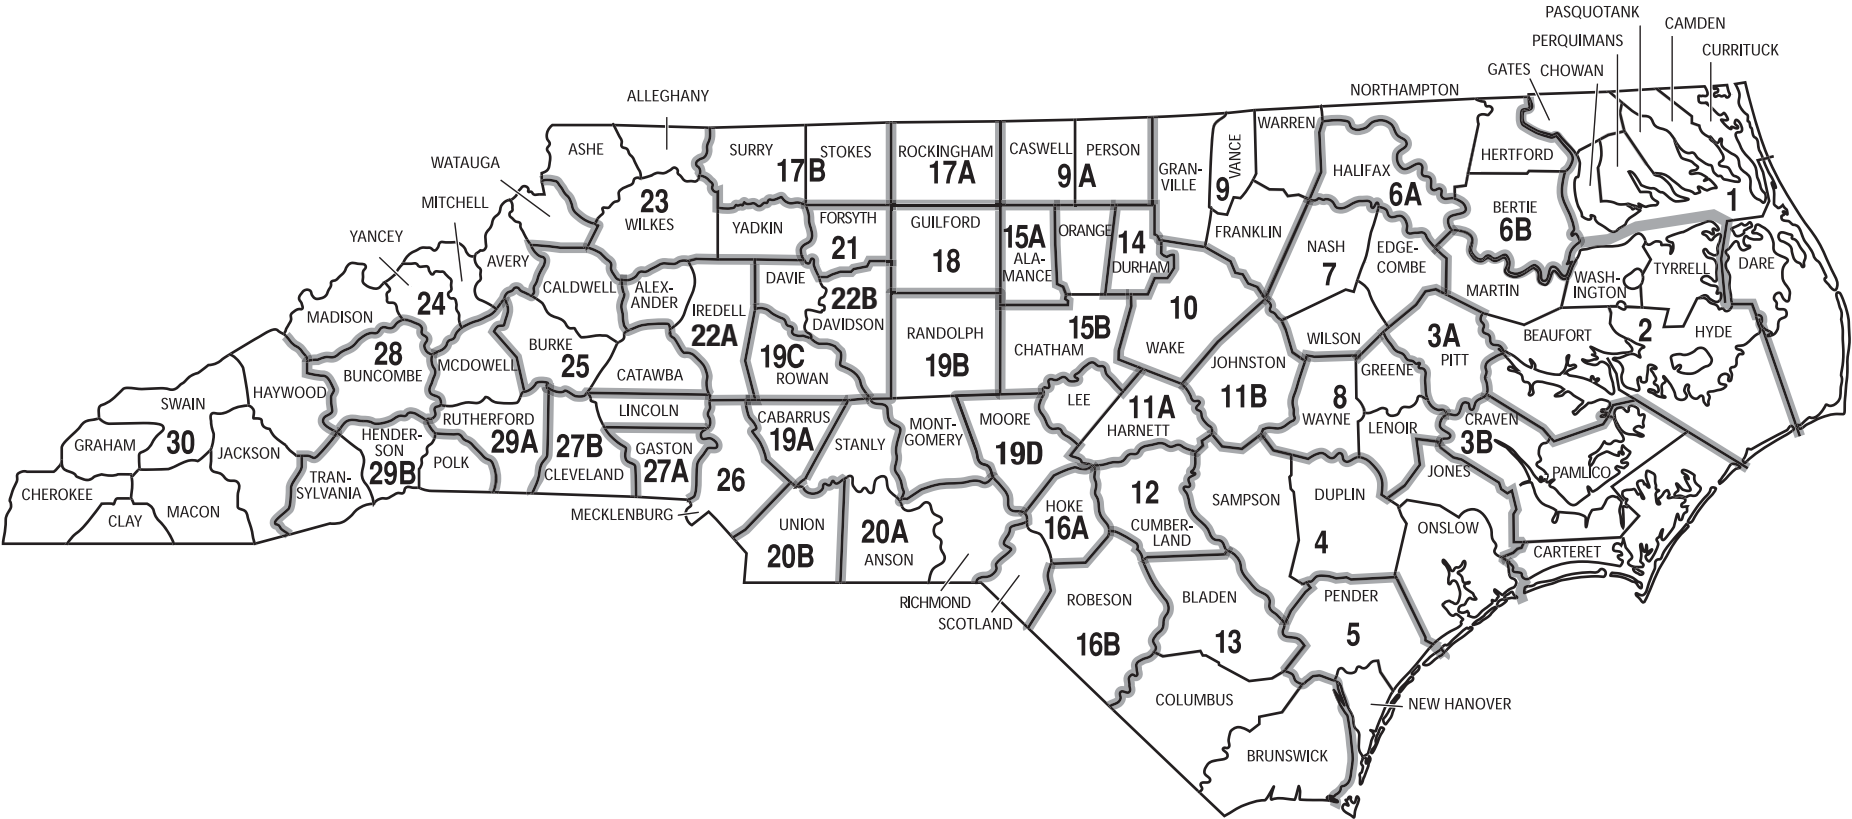 PASQUOTANK
CAMDEN
PERQUIMANS
CURRITUCK
GATES
CHOWAN
NORTHAMPTON
ALLEGHANY
WARREN
ASHE
SURRY
STOKES
ROCKINGHAM
CASWELL
PERSON
VANCE
GRAN-
VILLE
HALIFAX
HERTFORD
WATAUGA
17B
17A
9A
9
6A
1
MITCHELL
23
WILKES
YADKIN
FORSYTH
21
GUILFORD
18
15A
ALA-
MANCE
ORANGE
14
DURHAM
FRANKLIN
NASH
7
EDGE-
COMBE
BERTIE
6B
YANCEY
AVERY
CALDWELL
ALEX-
ANDER
IREDELL
22A
DAVIE
22B
DAVIDSON
WASH-
INGTON
TYRRELL
DARE
MARTIN
24
MADISON
10
WAKE
RANDOLPH
19B
15B
CHATHAM
WILSON
3A
PITT
BEAUFORT
2
HYDE
28
BUNCOMBE
MCDOWELL
BURKE
25
CATAWBA
19C
ROWAN
JOHNSTON
11B
GREENE
HAYWOOD
SWAIN
LEE
11A
HARNETT
8
WAYNE
LENOIR
CRAVEN
3B
RUTHERFORD
29A
LINCOLN
CABARRUS
19A
STANLY
MONT-
GOMERY
MOORE
19D
GRAHAM
30
JACKSON
HENDER-
SON
29B
POLK
27B
CLEVELAND
GASTON
27A
26
JONES
PAMLICO
TRAN-
SYLVANIA
CHEROKEE
CLAY
MACON
MECKLENBURG
UNION
20B
20A
ANSON
HOKE
16A
12
CUMBER-
LAND
SAMPSON
DUPLIN
4
ONSLOW
CARTERET
RICHMOND
SCOTLAND
ROBESON
16B
BLADEN
13
PENDER
5
COLUMBUS
NEW HANOVER
BRUNSWICK